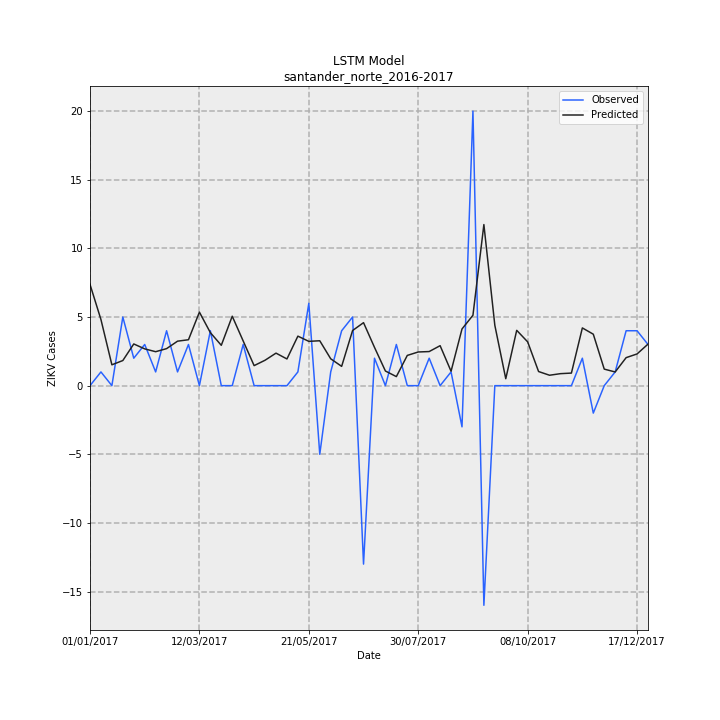 LSTM Model
santander_norte_2016-2017
Observed
Predicted
20
15
10
5
0
−5
−10
−15
ZIKV Cases
01/01/2017
12/03/2017
21/05/2017
30/07/2017
08/10/2017
17/12/2017
Date